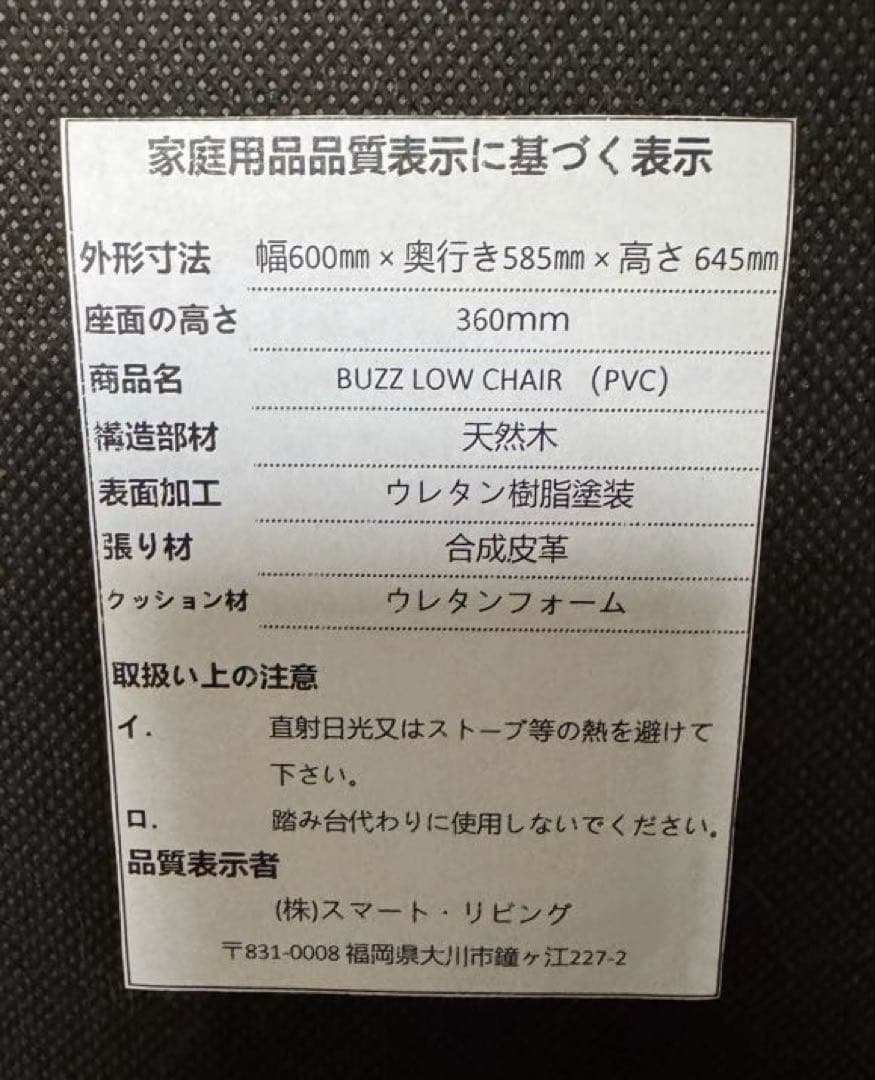 家庭用品品質表示に基づく表示
外形寸法 幅600㎜×奥行き585㎜×高さ 645㎜
座面の高さ 360mm
商品名 BUZZ LOW CHAIR （PVC）
構造部材 天然木
表面加工 ウレタン樹脂塗装
張り材 合成皮革
クッション材 ウレタンフォーム
取扱い上の注意
イ. 直射日光又はストーブ等の熱を避けて
下さい。
ロ. 踏み台代わりに使用しないでください。
品質表示者
(株)スマート・リビング
〒831-0008 福岡県大川市鐘ヶ江227-2